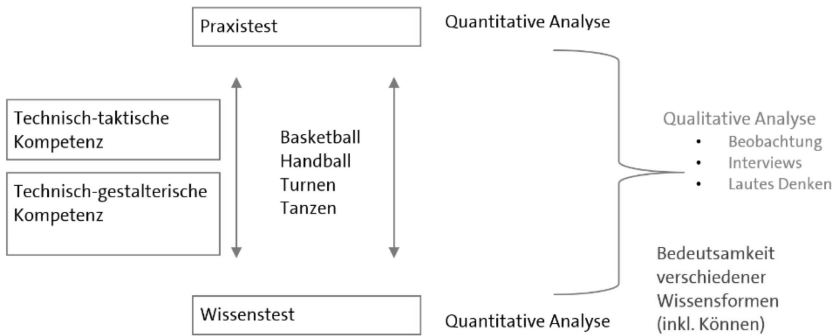 Praxistest
Quantitative Analyse
Technisch-taktische
Kompetenz
Technisch-gestalterische
Kompetenz
Basketball
Handball
Turnen
Tanzen
Qualitative Analyse
• Beobachtung
• Interviews
• Lautes Denken
Bedeutsamkeit
verschiedener
Wissensformen
(inkl. Können)
Wissenstest
Quantitative Analyse